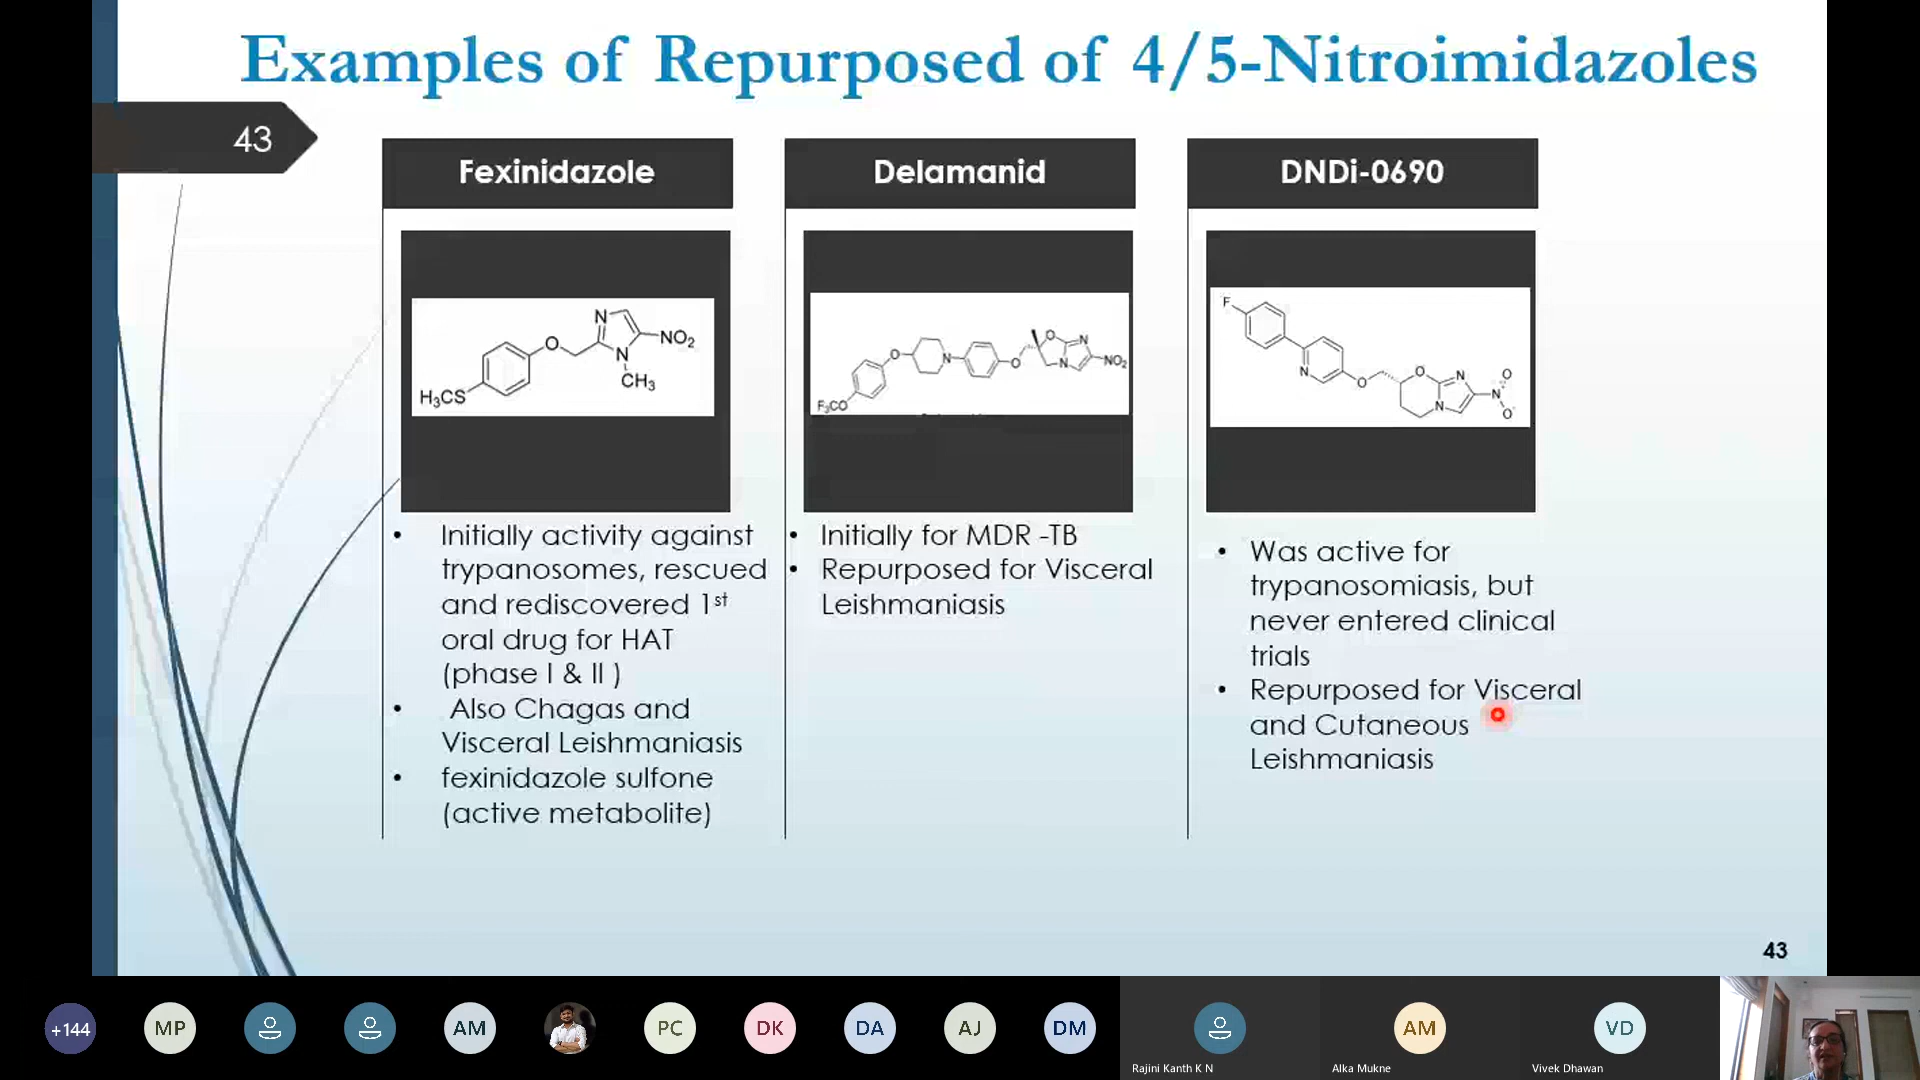 Examples of Repurposed of 4/5-Nitroimidazoles
43
Fexinidazole
N
O
NO2
N
CH3
H3CS
• Initially activity against
trypanosomes, rescued
and rediscovered 1st
oral drug for HAT
(phase I & II )
• Also Chagas and
Visceral Leishmaniasis
• fexinidazole sulfone
(active metabolite)
Delamanid
O
N
O
N
O
N
NO2
F3CO
• Initially for MDR -TB
• Repurposed for Visceral
Leishmaniasis
DNDi-0690
F
N
O
O
N
N
N
O
O-
• Was active for
trypanosomiasis, but
never entered clinical
trials
• Repurposed for Visceral
and Cutaneous
Leishmaniasis
43
+144
MP
AM
PC
DK
DA
AJ
DM
Rajini Kanth K N
AM
Alka Mukne
VD
Vivek Dhawan